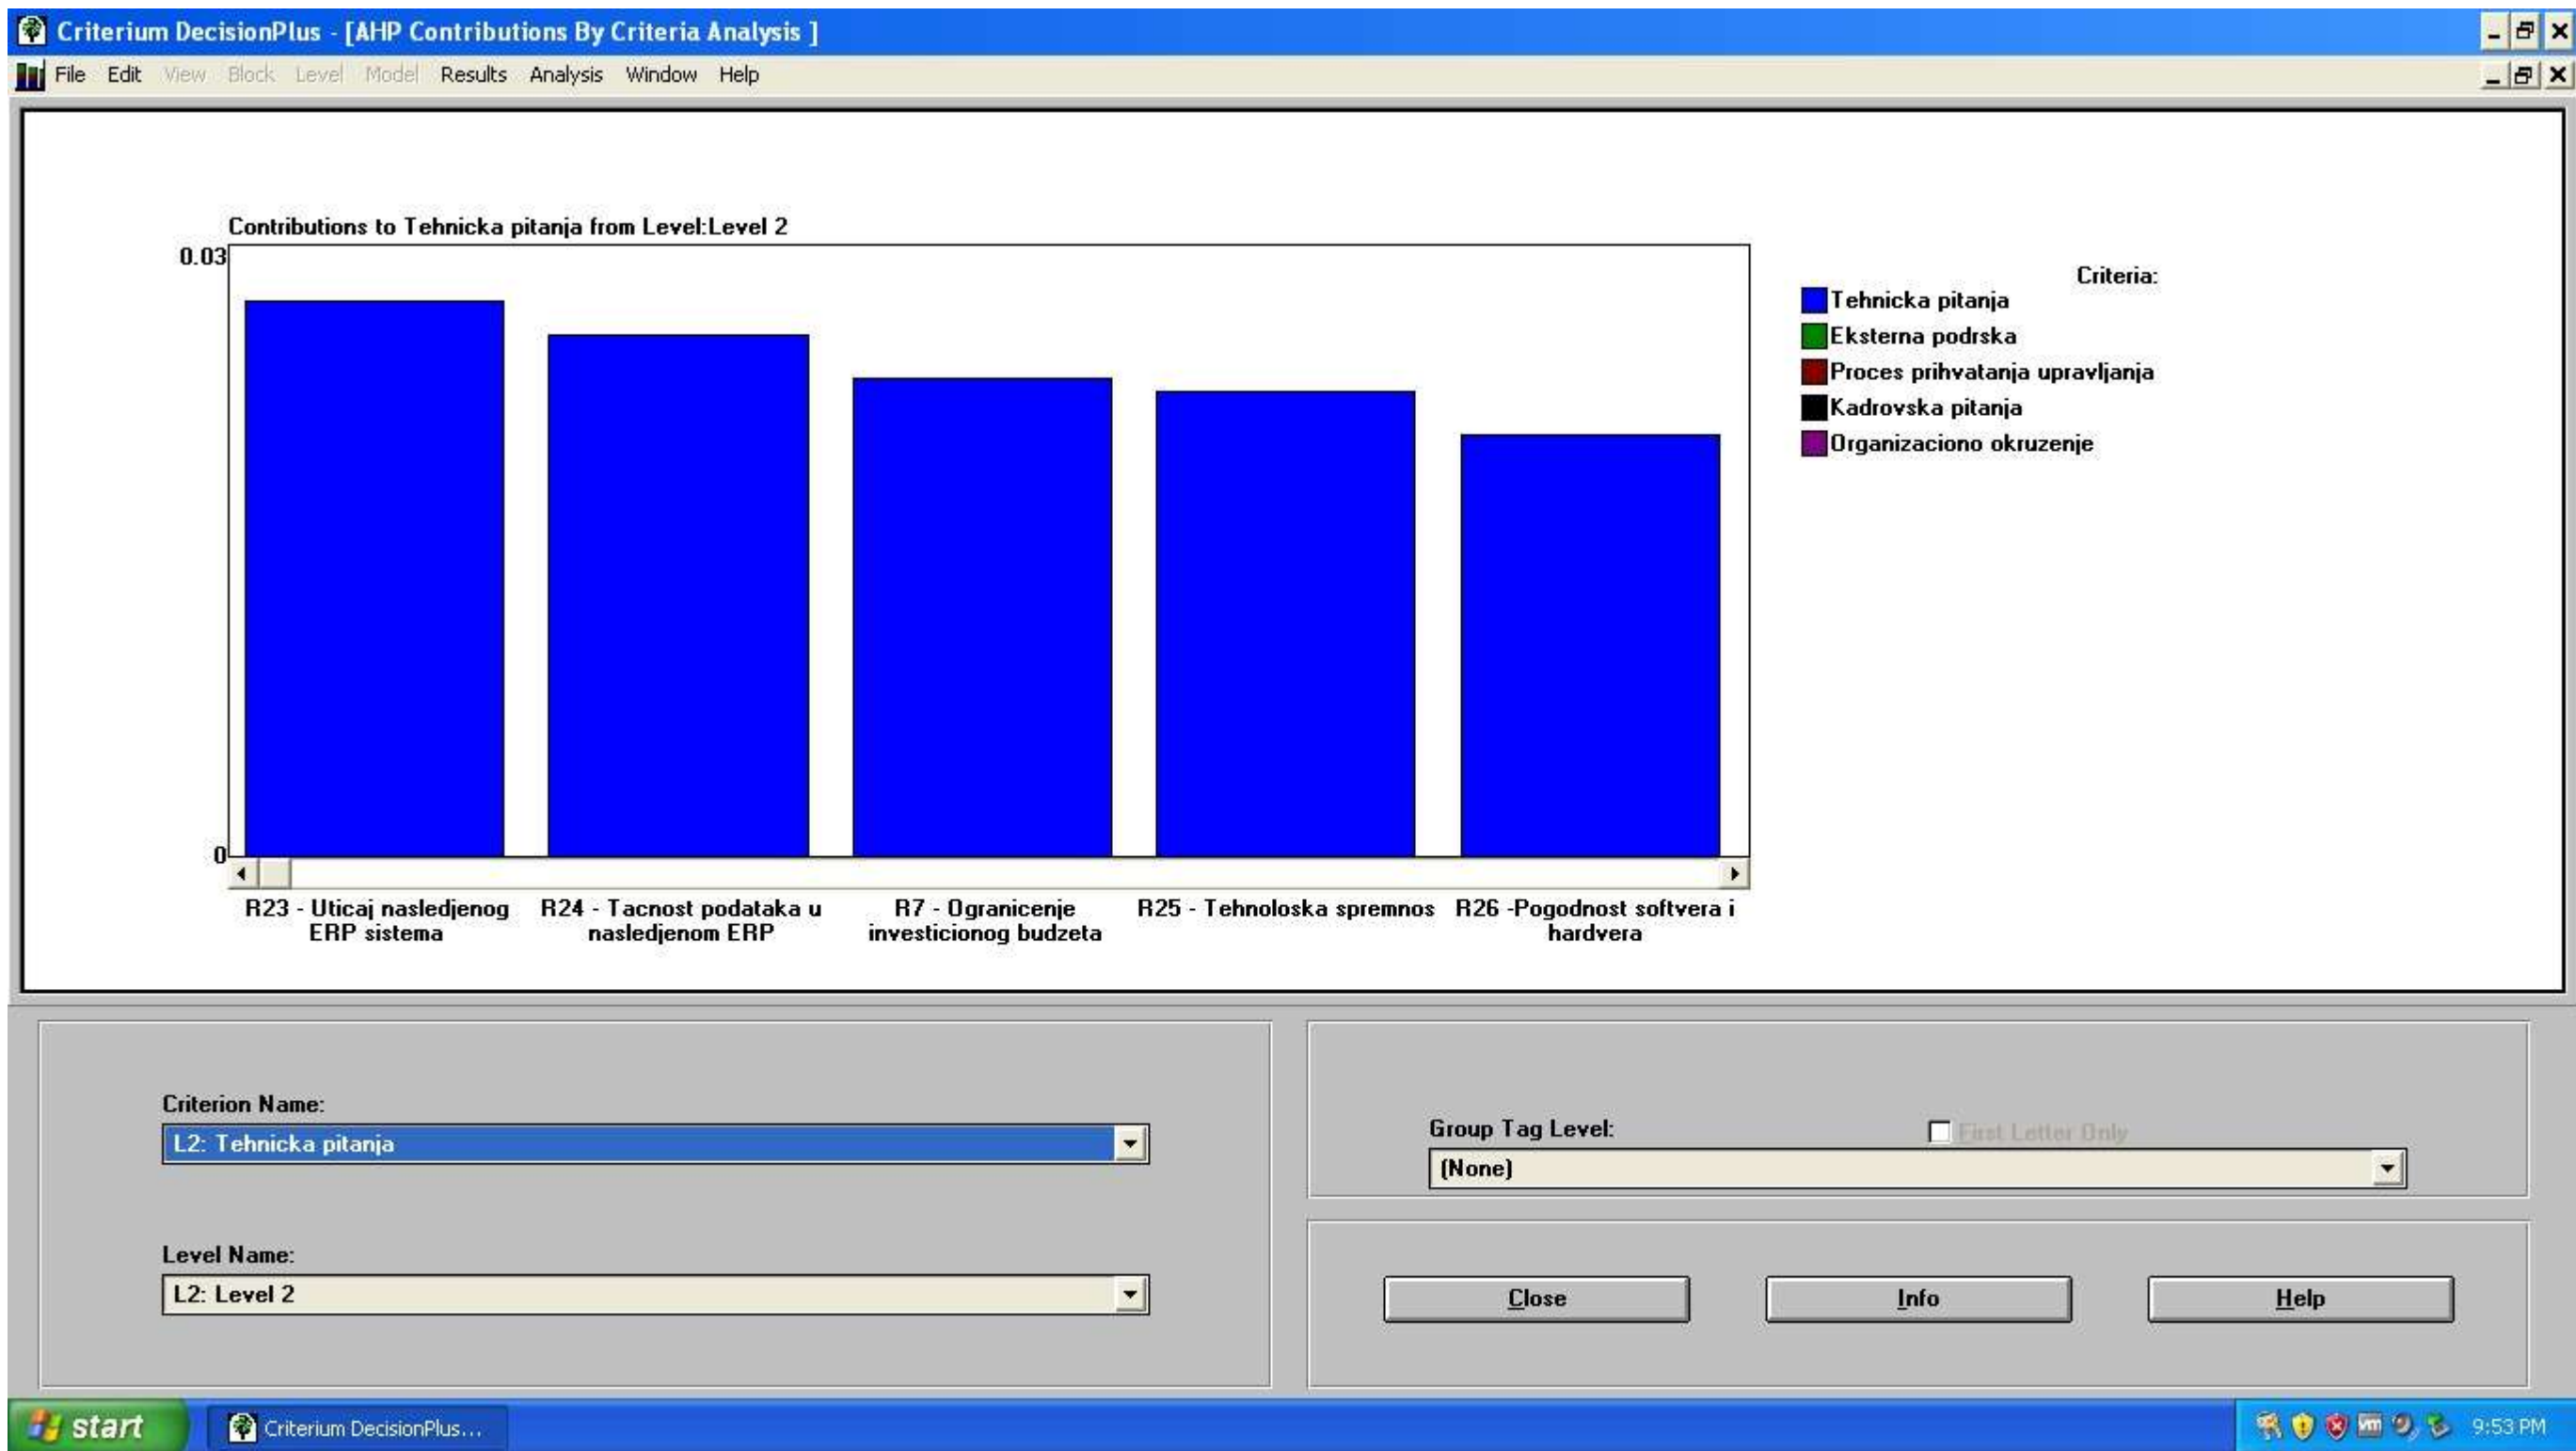 Criterium DecisionPlus - [AHP Contributions By Criteria Analysis ]
File Edit View Block Level Model Results Analysis Window Help
Contributions to Tehnicka pitanja from Level:Level 2
0.03
0
Criteria:
Tehnicka pitanja
Eksterna podrska
Proces prihvatanja upravljanja
Kadrovska pitanja
Organizaciono okruzenje
R23 - Uticaj nasledjenog
ERP sistema
R24 - Tacnost podataka u
nasledjenom ERP
R7 - Ogranicenje
investicionog budzeta
R25 - Tehnoloska spremnos
R26 -Pogodnost softvera i
hardvera
Criterion Name:
L2: Tehnicka pitanja
Level Name:
L2: Level 2
Group Tag Level:
First Letter Only
(None)
Close
Info
Help
start
Criterium DecisionPlus...
vm
9:53 PM